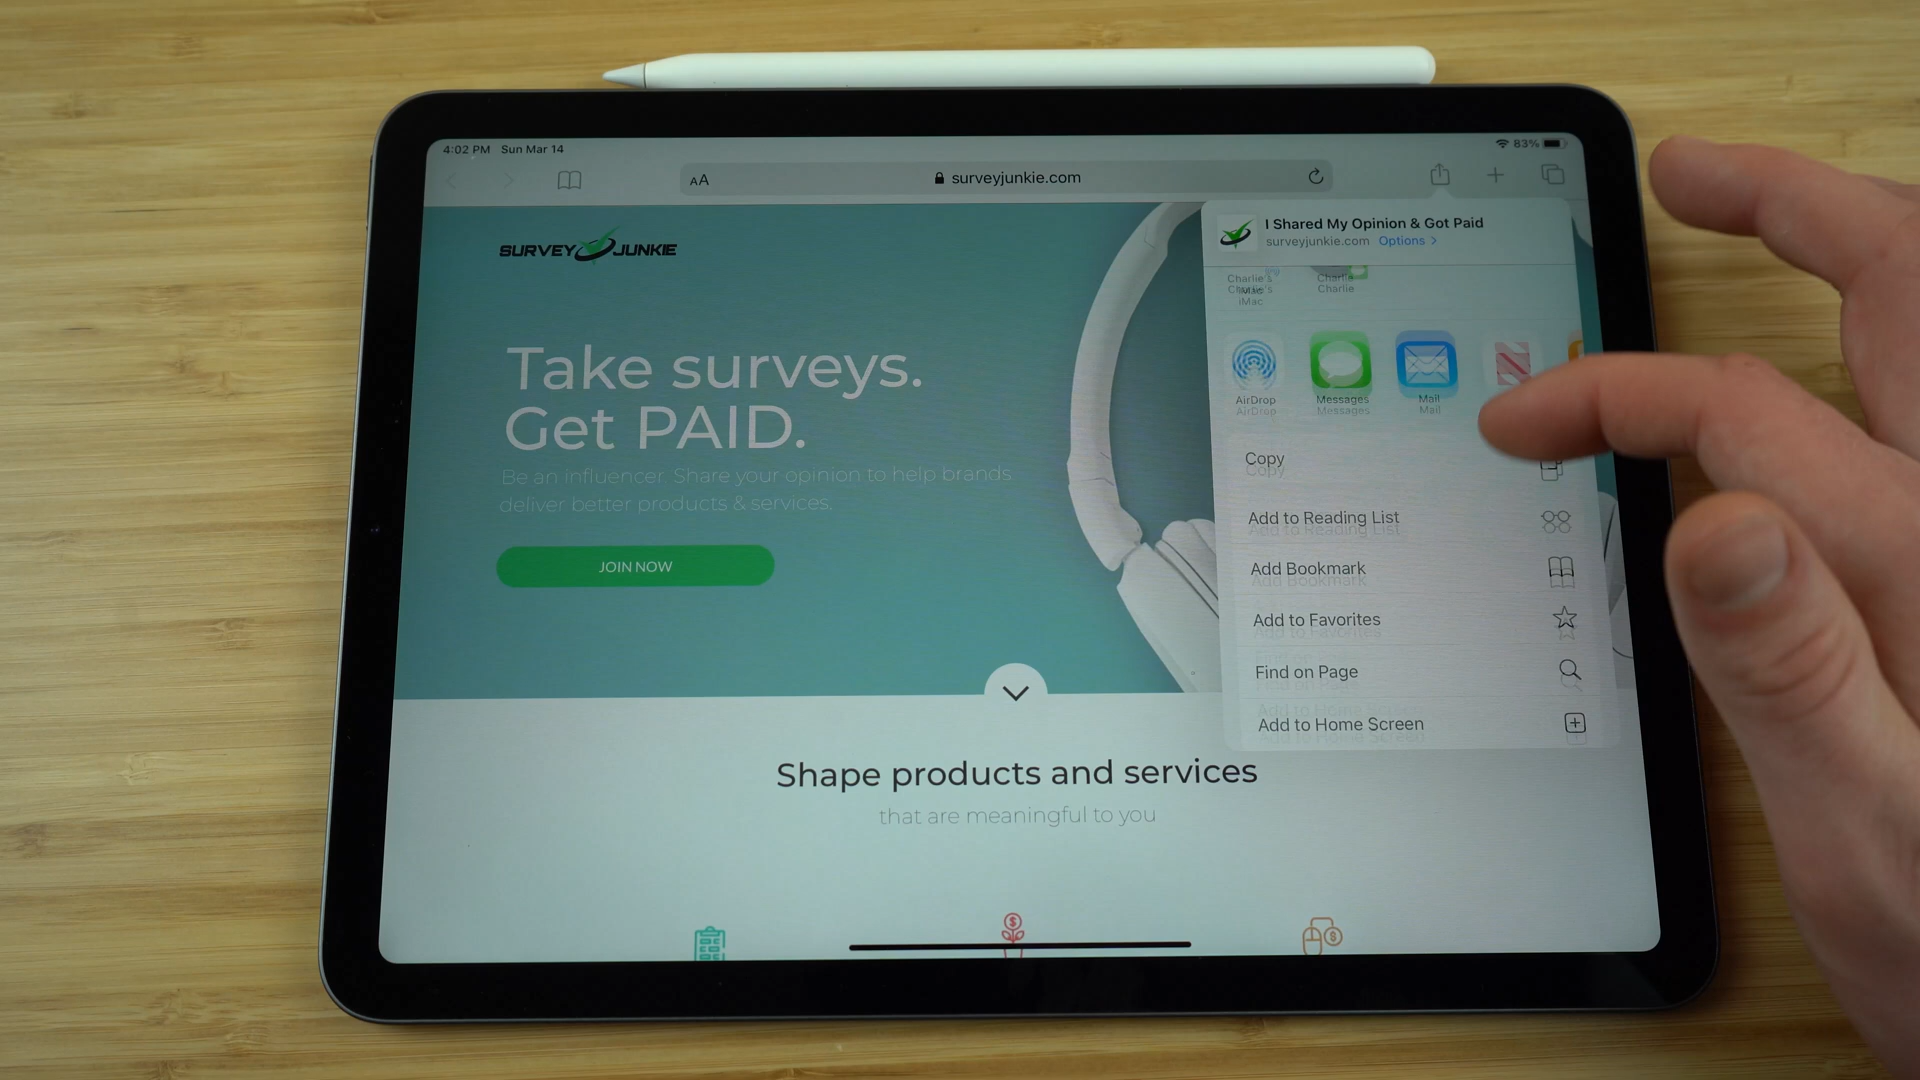 4:02 PM Sun Mar 14
83%
AA
surveyjunkie.com
SURVEY JUNKIE
Take surveys.
Get PAID.
Be an influencer. Share your opinion to help brands
deliver better products & services.
JOIN NOW
Shape products and services
that are meaningful to you
I Shared My Opinion & Got Paid
surveyjunkie.com Options >
Charlie's
iMac
Charlie
AirDrop
Messages
Mail
Copy
Add to Reading List
Add Bookmark
Add to Favorites
Find on Page
Add to Home Screen